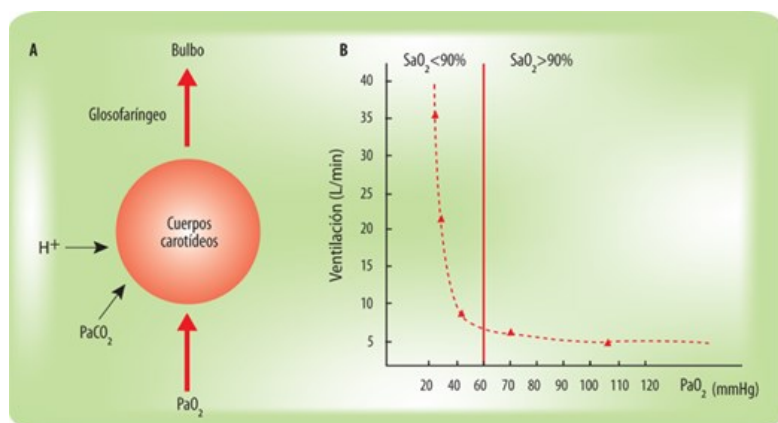 A
Bulbo
Glosofaríngeo
Cuerpos
carotídeos
H+
PaCO2
PaO2
B
SaO2<90%
SaO2>90%
Ventilación (L/min)
40
35
30
25
20
15
10
5
20 40 60 70 80 90 100 110 120 PaO2 (mmHg)